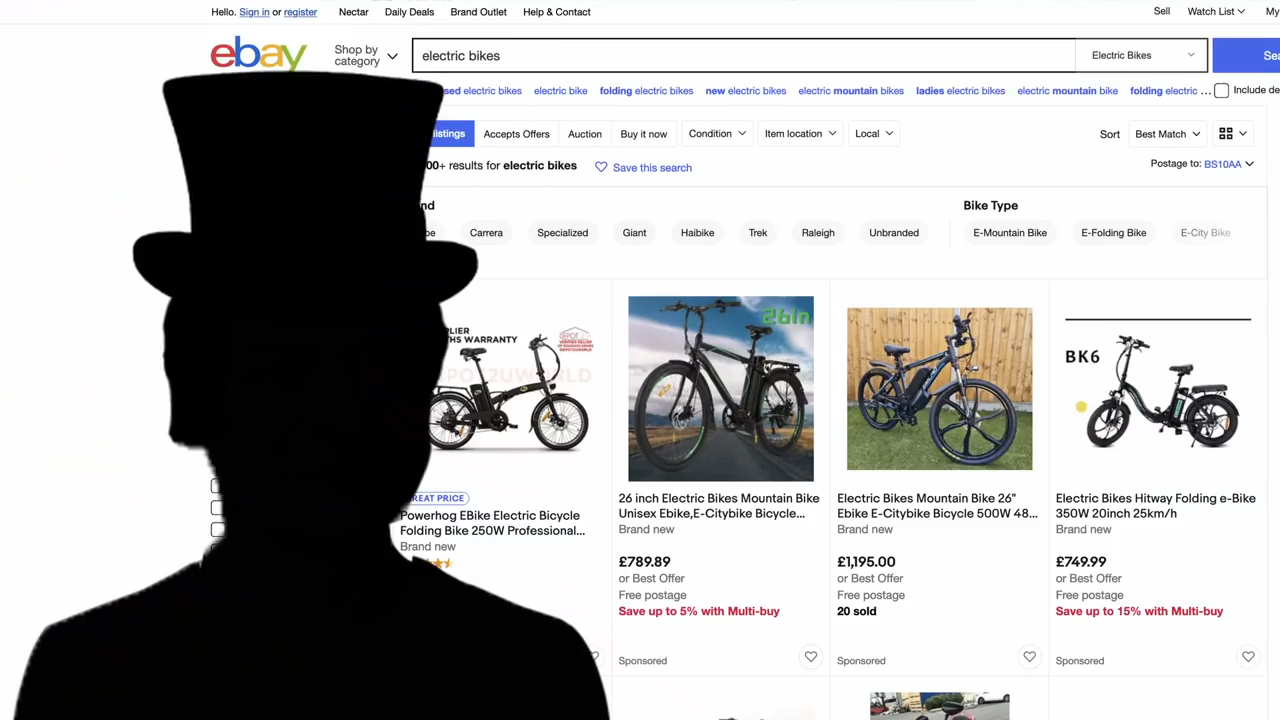 Hello. Sign in or register Nectar Daily Deals Brand Outlet Help & Contact Sell Watch List My
ebay Shop by category electric bikes Electric Bikes
electric bikes electric bike folding electric bikes new electric bikes electric mountain bikes ladies electric bikes electric mountain bike folding electric ... Include
listings Accepts Offers Auction Buy it now Condition Item location Local Sort Best Match
00+ results for electric bikes Save this search Postage to: BS10AA
Bike Type
Carrera Specialized Giant Haibike Trek Raleigh Unbranded E-Mountain Bike E-Folding Bike E-City Bike
26in
WARRANTY
BK6
GREAT PRICE
Powerhog EBike Electric Bicycle
Folding Bike 250W Professional...
Brand new
26 inch Electric Bikes Mountain Bike
Unisex Ebike,E-Citybike Bicycle...
Brand new
£789.89
or Best Offer
Free postage
Save up to 5% with Multi-buy
Sponsored
Electric Bikes Mountain Bike 26"
Ebike E-Citybike Bicycle 500W 48...
Brand new
£1,195.00
or Best Offer
Free postage
20 sold
Sponsored
Electric Bikes Hitway Folding e-Bike
350W 20inch 25km/h
Brand new
£749.99
or Best Offer
Free postage
Save up to 15% with Multi-buy
Sponsored